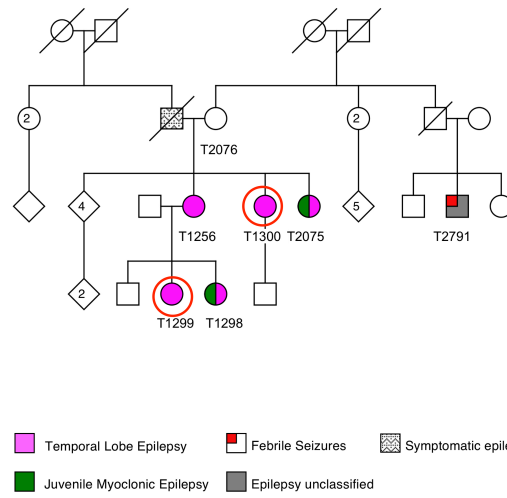 2
2
T2076
4
5
T1256
T1300
T2075
T2791
2
T1299
T1298
Temporal Lobe Epilepsy
Febrile Seizures
Symptomatic
Juvenile Myoclonic Epilepsy
Epilepsy unclassified